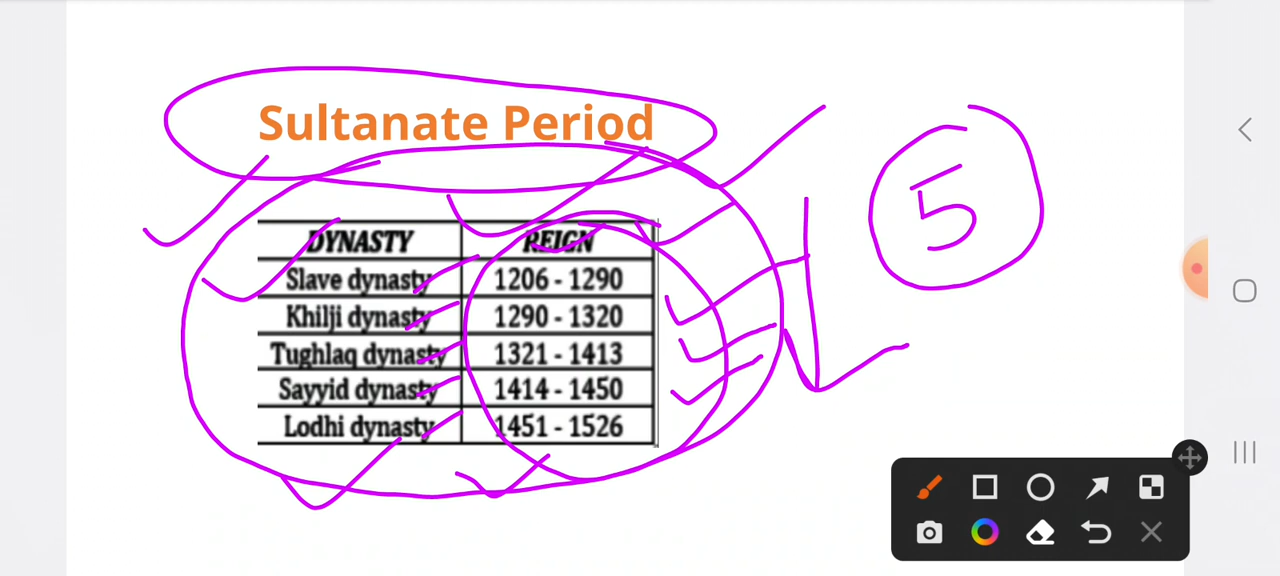 Sultanate Period
5
DYNASTY REIGN
Slave dynasty 1206 - 1290
Khilji dynasty 1290 - 1320
Tughlaq dynasty 1321 - 1413
Sayyid dynasty 1414 - 1450
Lodhi dynasty 1451 - 1526